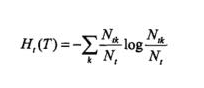 H_t(T) = -∑_k N_tk/N_t log N_tk/N_t